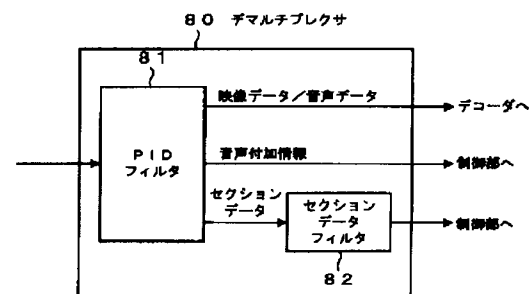 80 デマルチプレクサ
81
映像データ/音声データ
デコーダへ
PID
フィルタ
音声付加情報
制御部へ
セクション
データ
セクション
データ
フィルタ
制御部へ
82